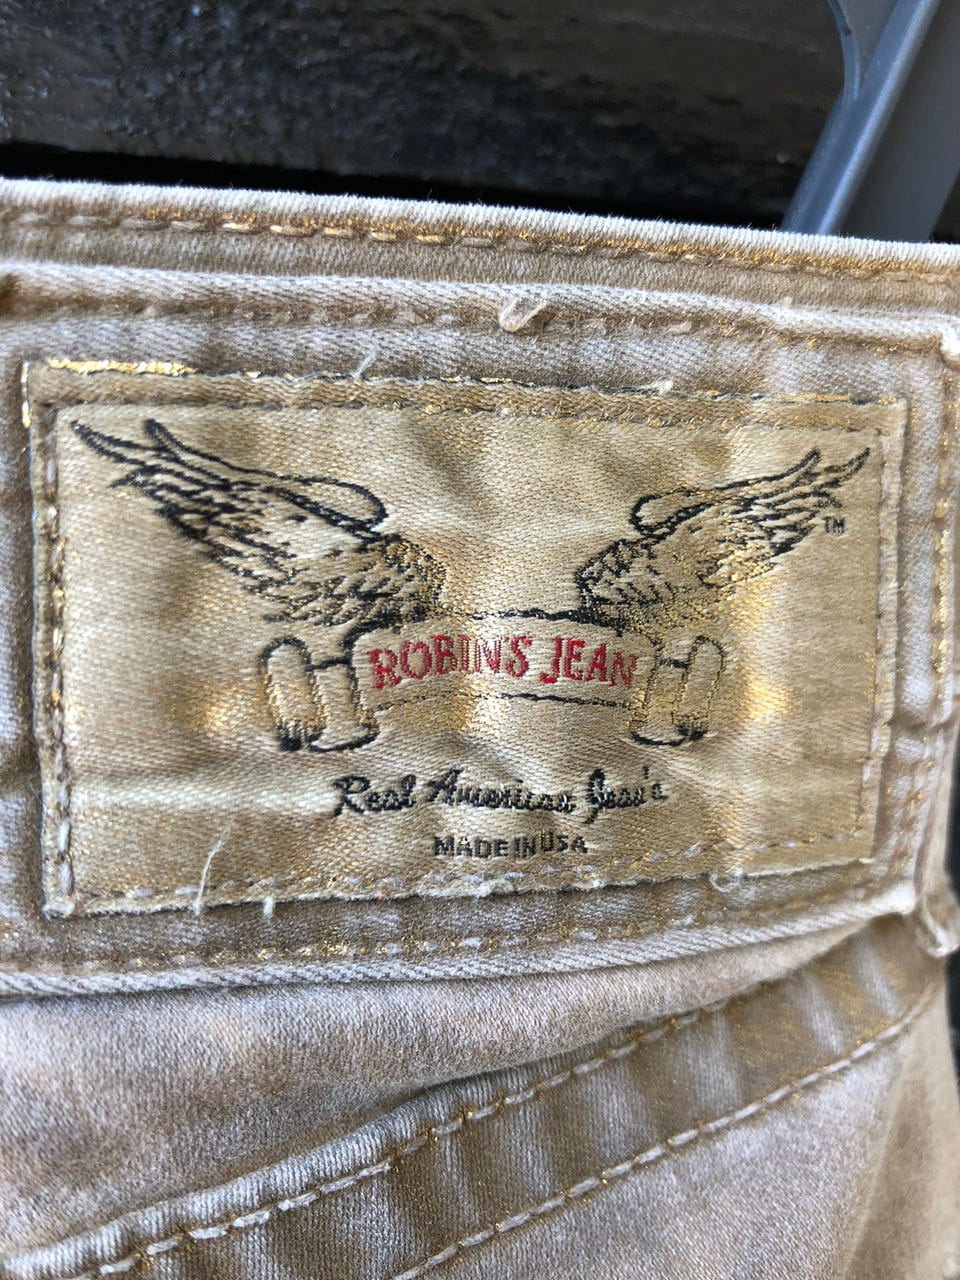 TM
ROBIN'S JEAN
Real American Jean's
MADE IN USA